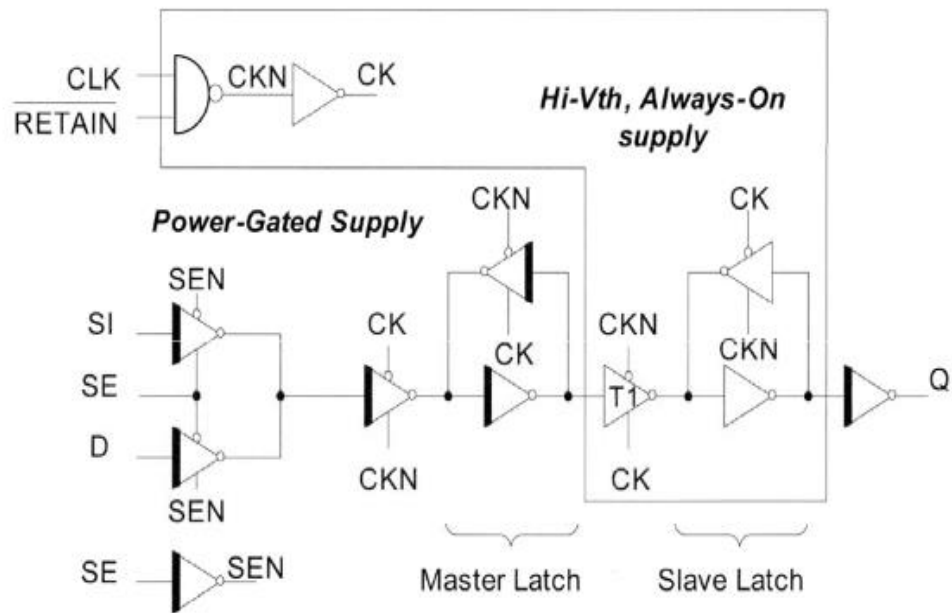 CLK
RETAIN
CKN
CK
Hi-Vth, Always-On
supply
Power-Gated Supply
CKN
CK
SEN
SI
CK
CKN
SE
CK
CKN
T1
Q
D
SEN
CKN
CK
SE
SEN
Master Latch
Slave Latch